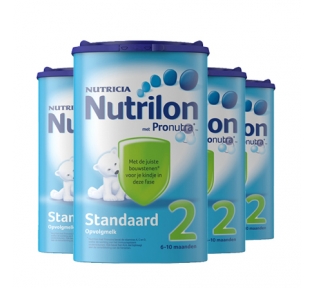 NUTRICIA
Nutrilon
met Pronutra
Met de juiste
bouwstenen*
voor je kindje in
deze fase
Standaard 2
Opvolgmelk
6-10 maanden